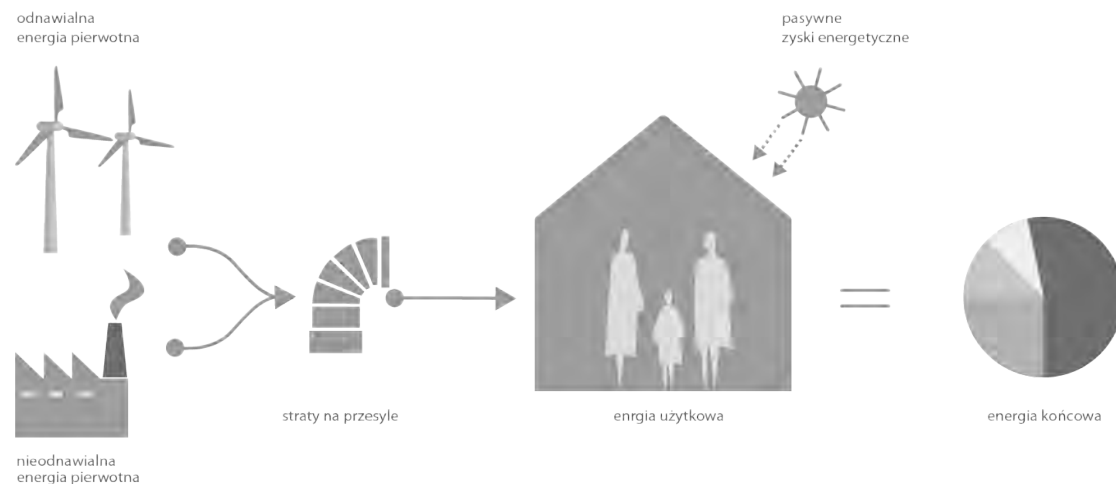 odnawialna
energia pierwotna
pasywne
zyski energetyczne
straty na przesyle
enrgia użytkowa
energia końcowa
nieodnawialna
energia pierwotna